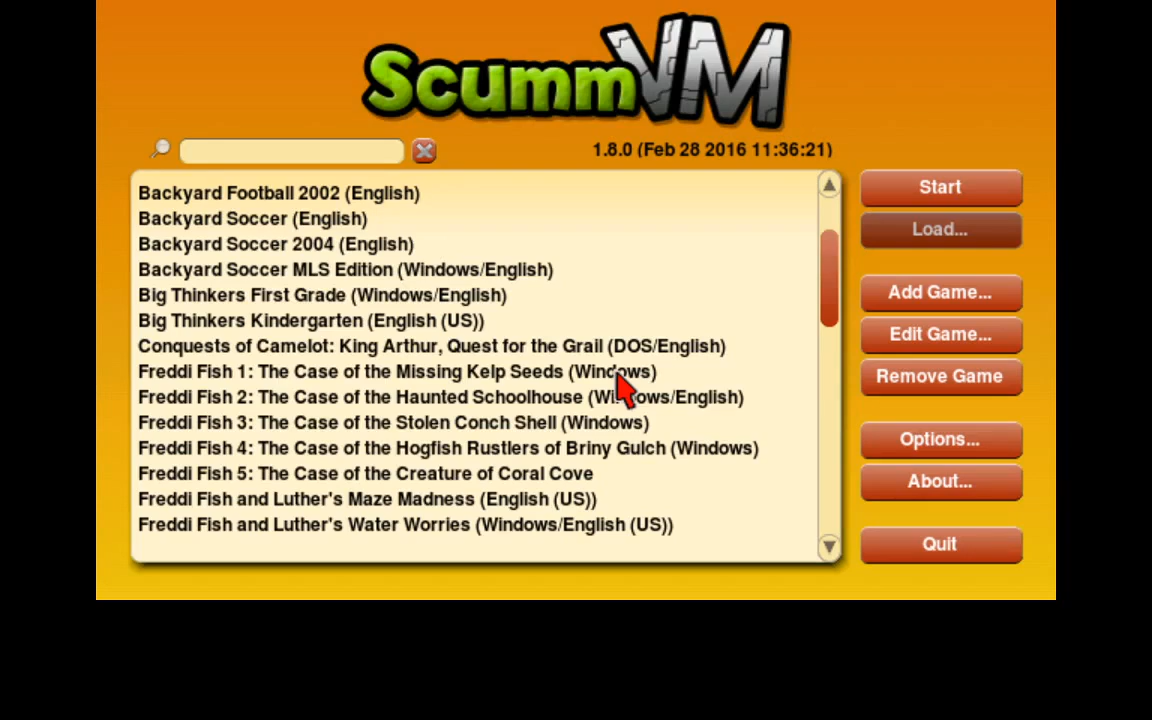 ScummVM
1.8.0 (Feb 28 2016 11:36:21)
Backyard Football 2002 (English)
Backyard Soccer (English)
Backyard Soccer 2004 (English)
Backyard Soccer MLS Edition (Windows/English)
Big Thinkers First Grade (Windows/English)
Big Thinkers Kindergarten (English (US))
Conquests of Camelot: King Arthur, Quest for the Grail (DOS/English)
Freddi Fish 1: The Case of the Missing Kelp Seeds (Windows)
Freddi Fish 2: The Case of the Haunted Schoolhouse (Windows/English)
Freddi Fish 3: The Case of the Stolen Conch Shell (Windows)
Freddi Fish 4: The Case of the Hogfish Rustlers of Briny Gulch (Windows)
Freddi Fish 5: The Case of the Creature of Coral Cove
Freddi Fish and Luther's Maze Madness (English (US))
Freddi Fish and Luther's Water Worries (Windows/English (US))
Start
Load...
Add Game...
Edit Game...
Remove Game
Options...
About...
Quit